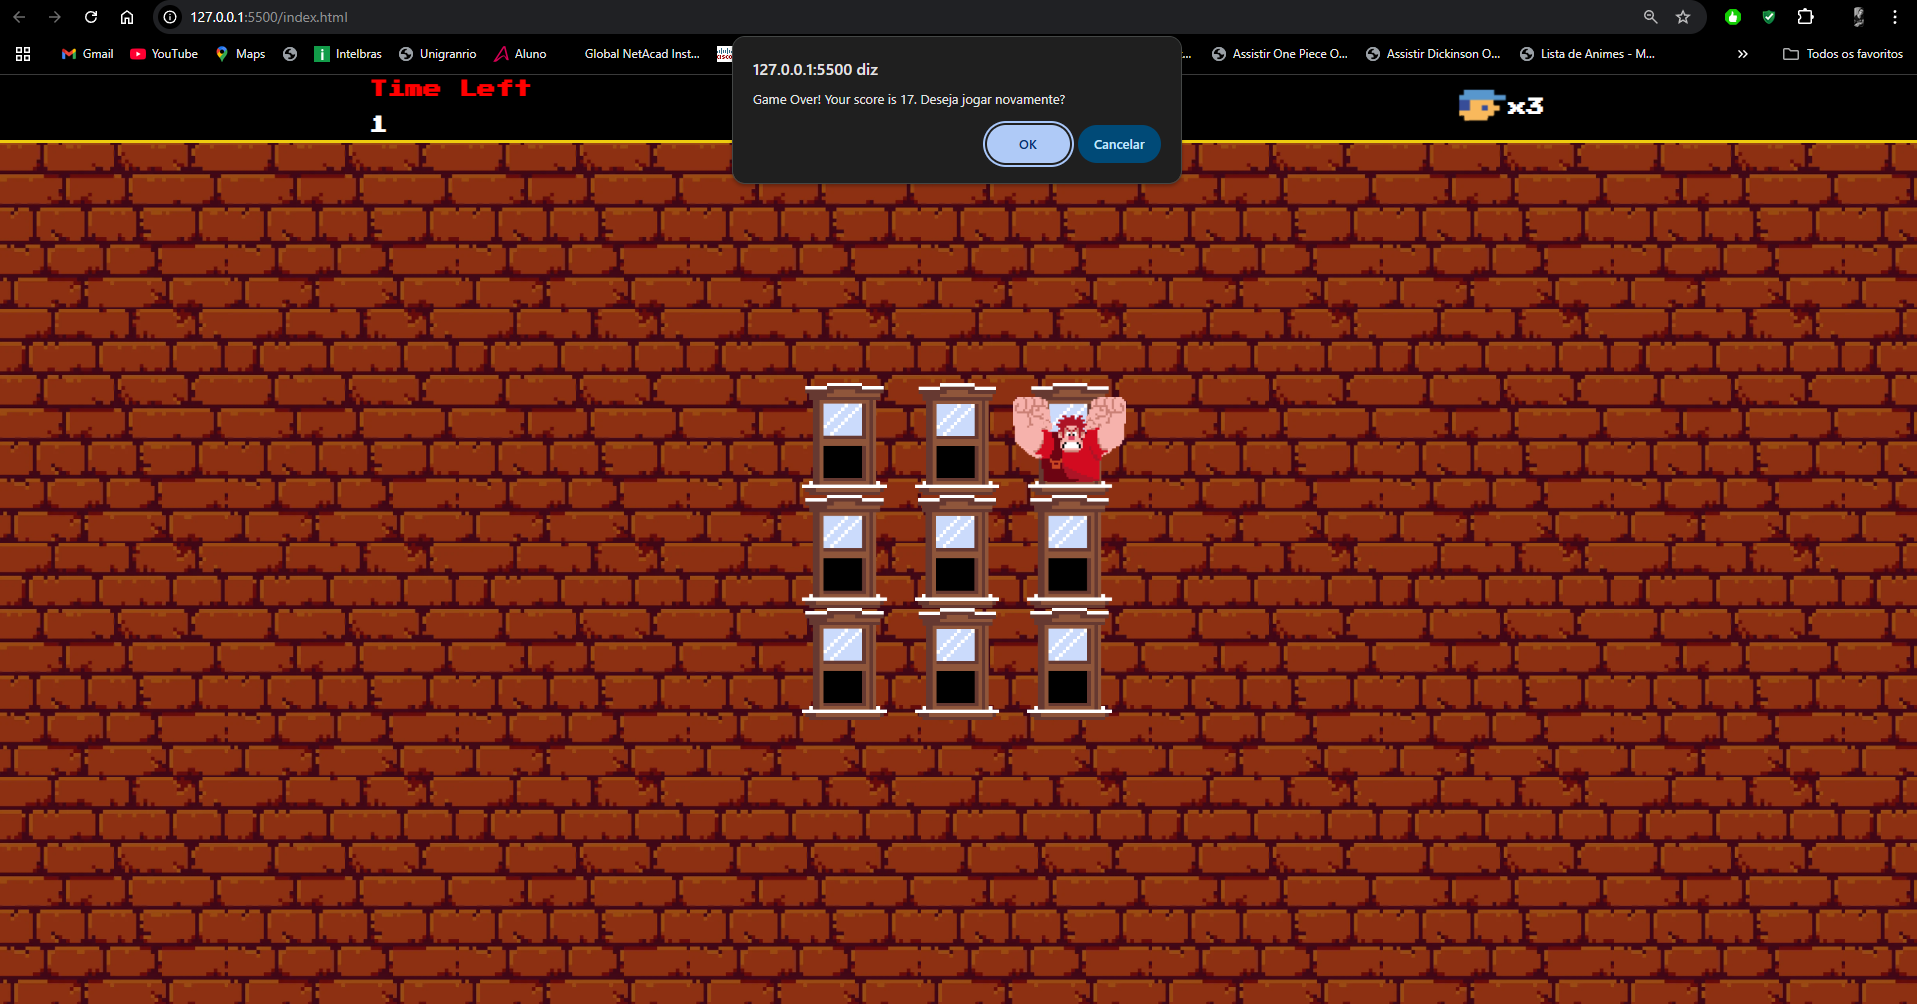 127.0.0.1:5500/index.html
Gmail
YouTube
Maps
Intelbras
Unigranrio
Aluno
Global NetAcad Inst...
Assistir One Piece O...
Assistir Dickinson O...
Lista de Animes - M...
Todos os favoritos
127.0.0.1:5500 diz
Game Over! Your score is 17. Deseja jogar novamente?
OK
Cancelar
Time Left
1
x3